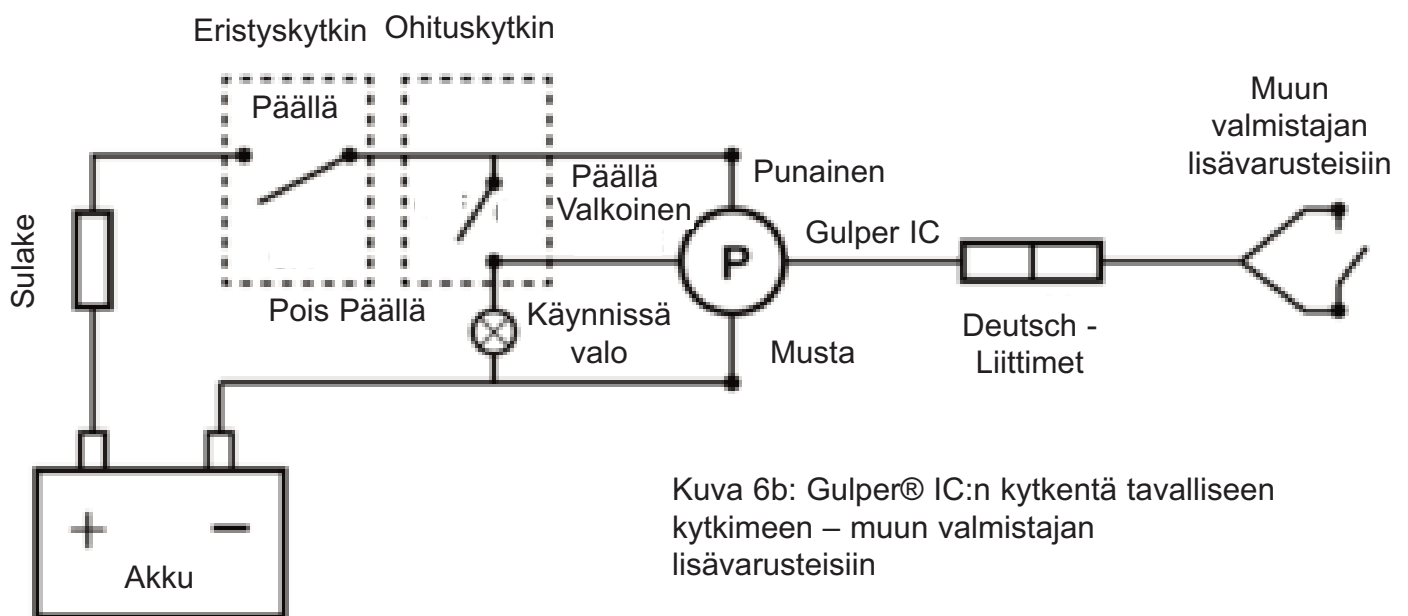 Eristyskytkin Ohituskytkin
Päällä
Muun
valmistajan
lisävarusteisiin
Päällä
Valkoinen
Punainen
Sulake
Gulper IC
P
Pois Päällä
Käynnissä
valo
Musta
Deutsch -
Liittimet
+ −
Akku
Kuva 6b: Gulper® IC:n kytkentä tavalliseen
kytkimeen – muun valmistajan
lisävarusteisiin